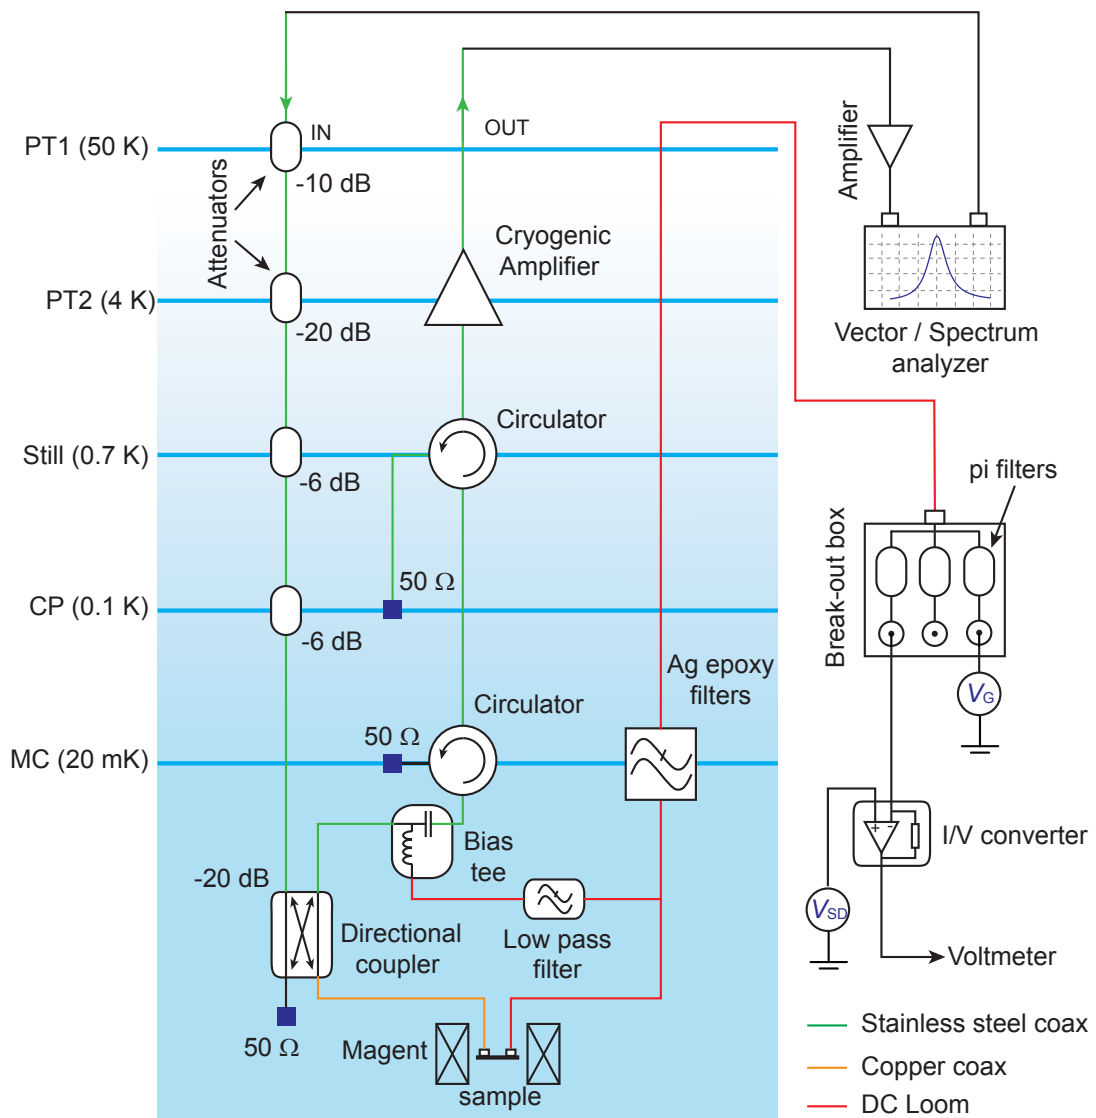 IN
OUT
PT1 (50 K)
-10 dB
Attenuators
Amplifier
Cryogenic
Amplifier
PT2 (4 K)
-20 dB
Vector / Spectrum
analyzer
Circulator
Still (0.7 K)
-6 dB
pi filters
Break-out box
50 Ω
CP (0.1 K)
-6 dB
Ag epoxy
filters
VG
Circulator
50 Ω
MC (20 mK)
+ -
I/V converter
Bias
tee
-20 dB
VSD
Directional
coupler
Low pass
filter
Voltmeter
50 Ω
Magent
sample
Stainless steel coax
Copper coax
DC Loom